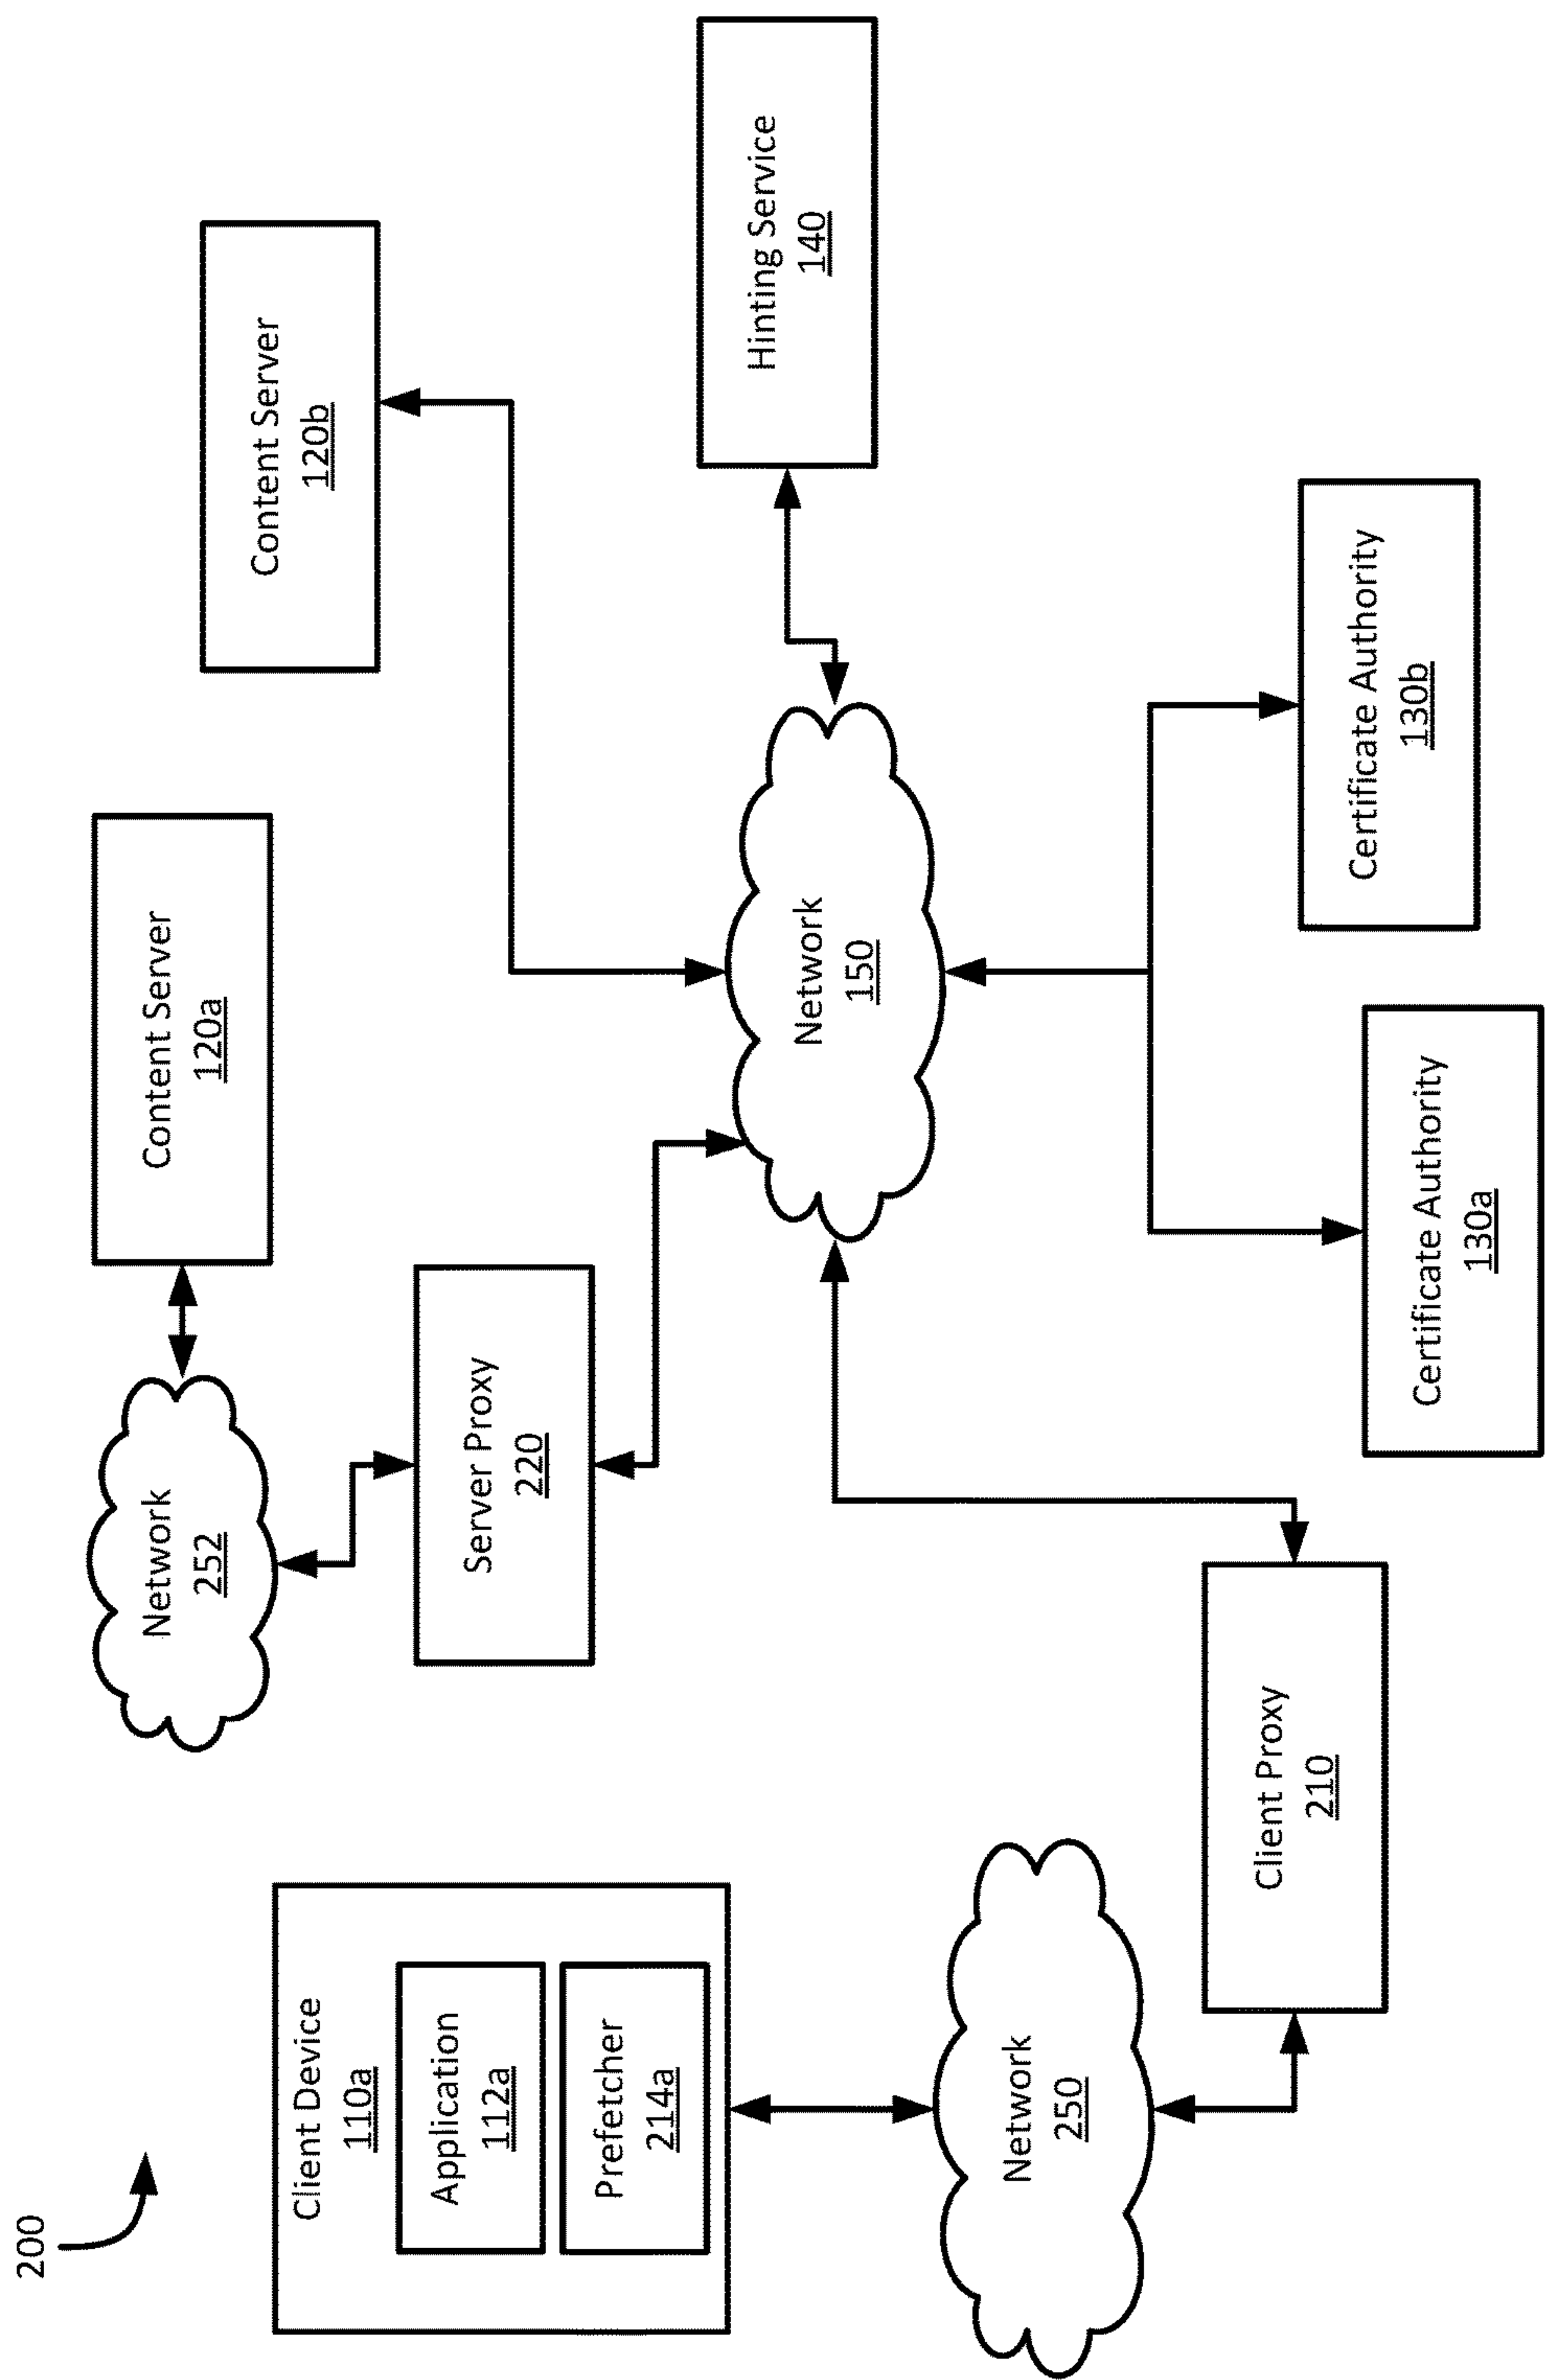 200
Client Device
110a
Application
112a
Prefetcher
214a
Network
250
Client Proxy
210
Network
252
Server Proxy
220
Content Server
120a
Content Server
120b
Network
150
Hinting Service
140
Certificate Authority
130a
Certificate Authority
130b